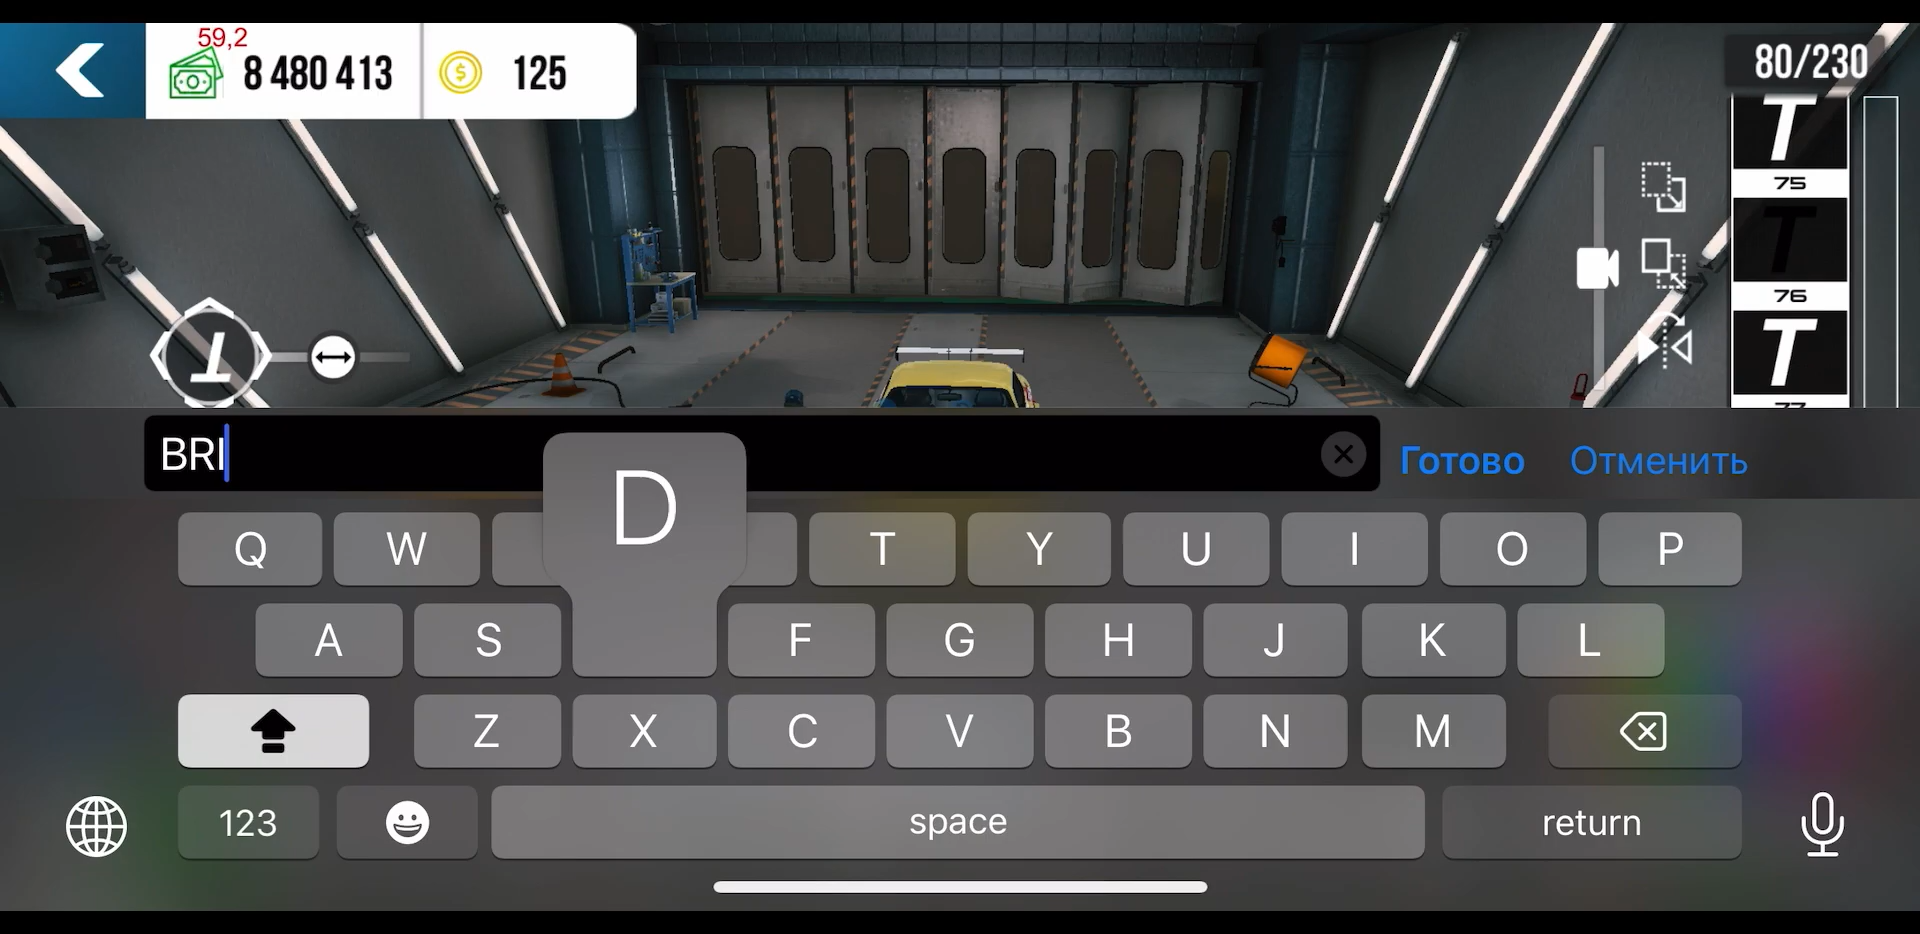 59,2
8 480 413
125
80/230
T
75
T
76
T
T
BRI
Готово
Отменить
D
Q W T Y U I O P
A S F G H J K L
Z X C V B N M
123
space
return